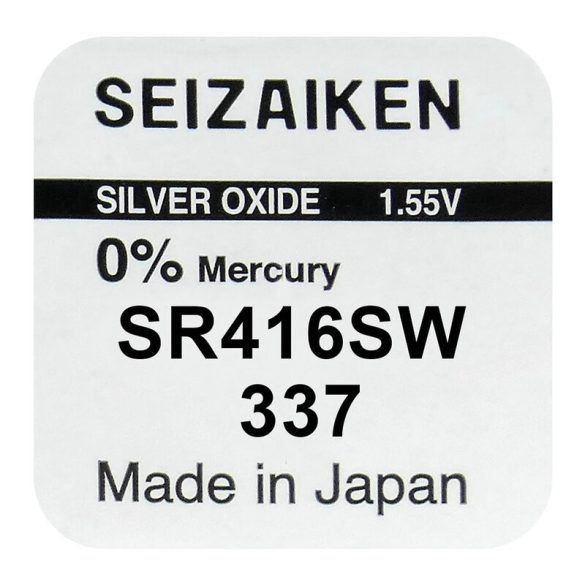 SEIZAIKEN
SILVER OXIDE 1.55V
0% Mercury
SR416SW
337
Made in Japan